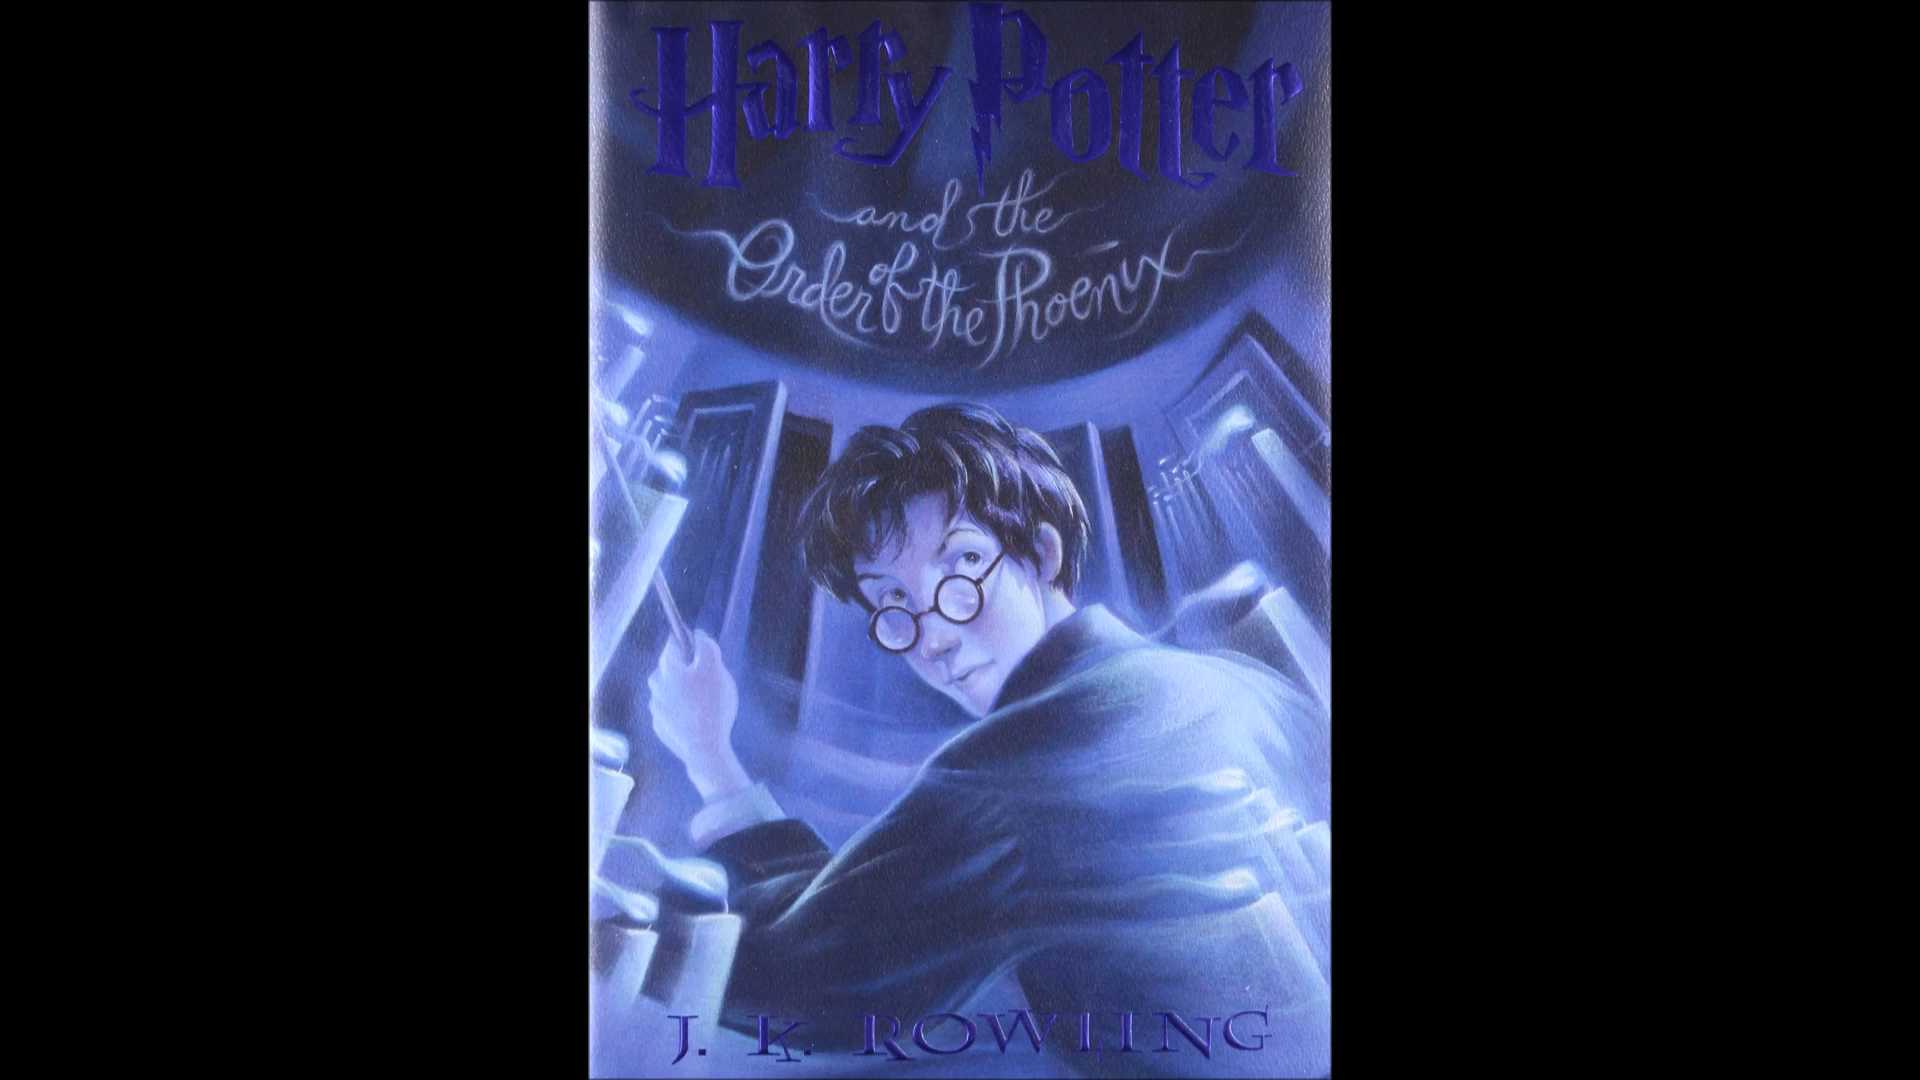 Harry Potter
and the
Order of the Phoenix
J. K. ROWLING